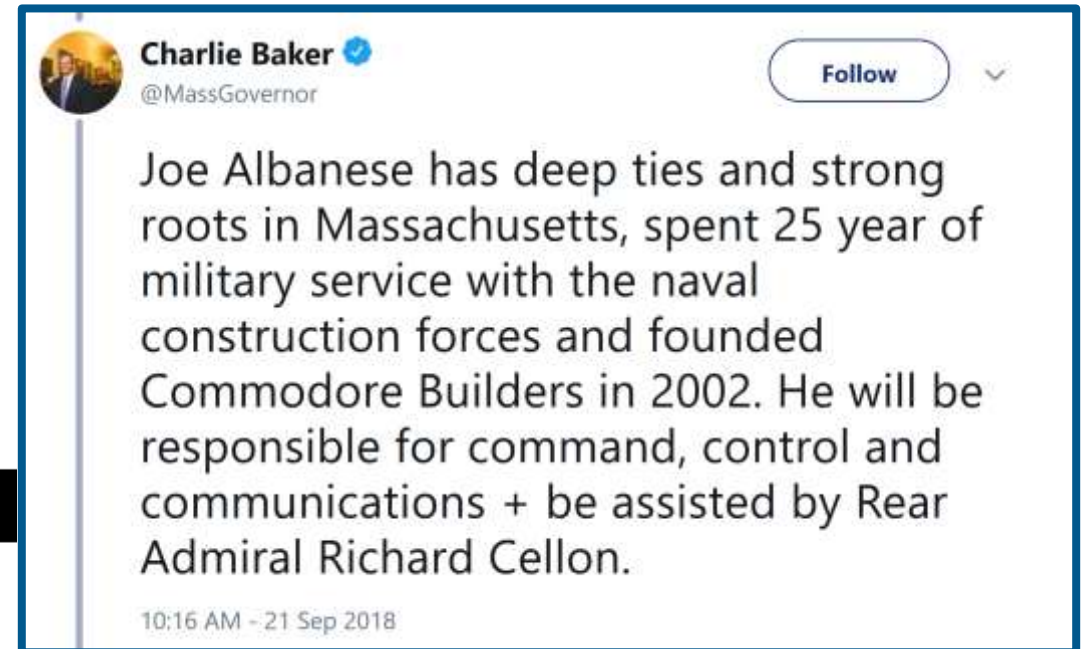 Charlie Baker
@MassGovernor
Follow
Joe Albanese has deep ties and strong
roots in Massachusetts, spent 25 year of
military service with the naval
construction forces and founded
Commodore Builders in 2002. He will be
responsible for command, control and
communications + be assisted by Rear
Admiral Richard Cellon.
10:16 AM - 21 Sep 2018